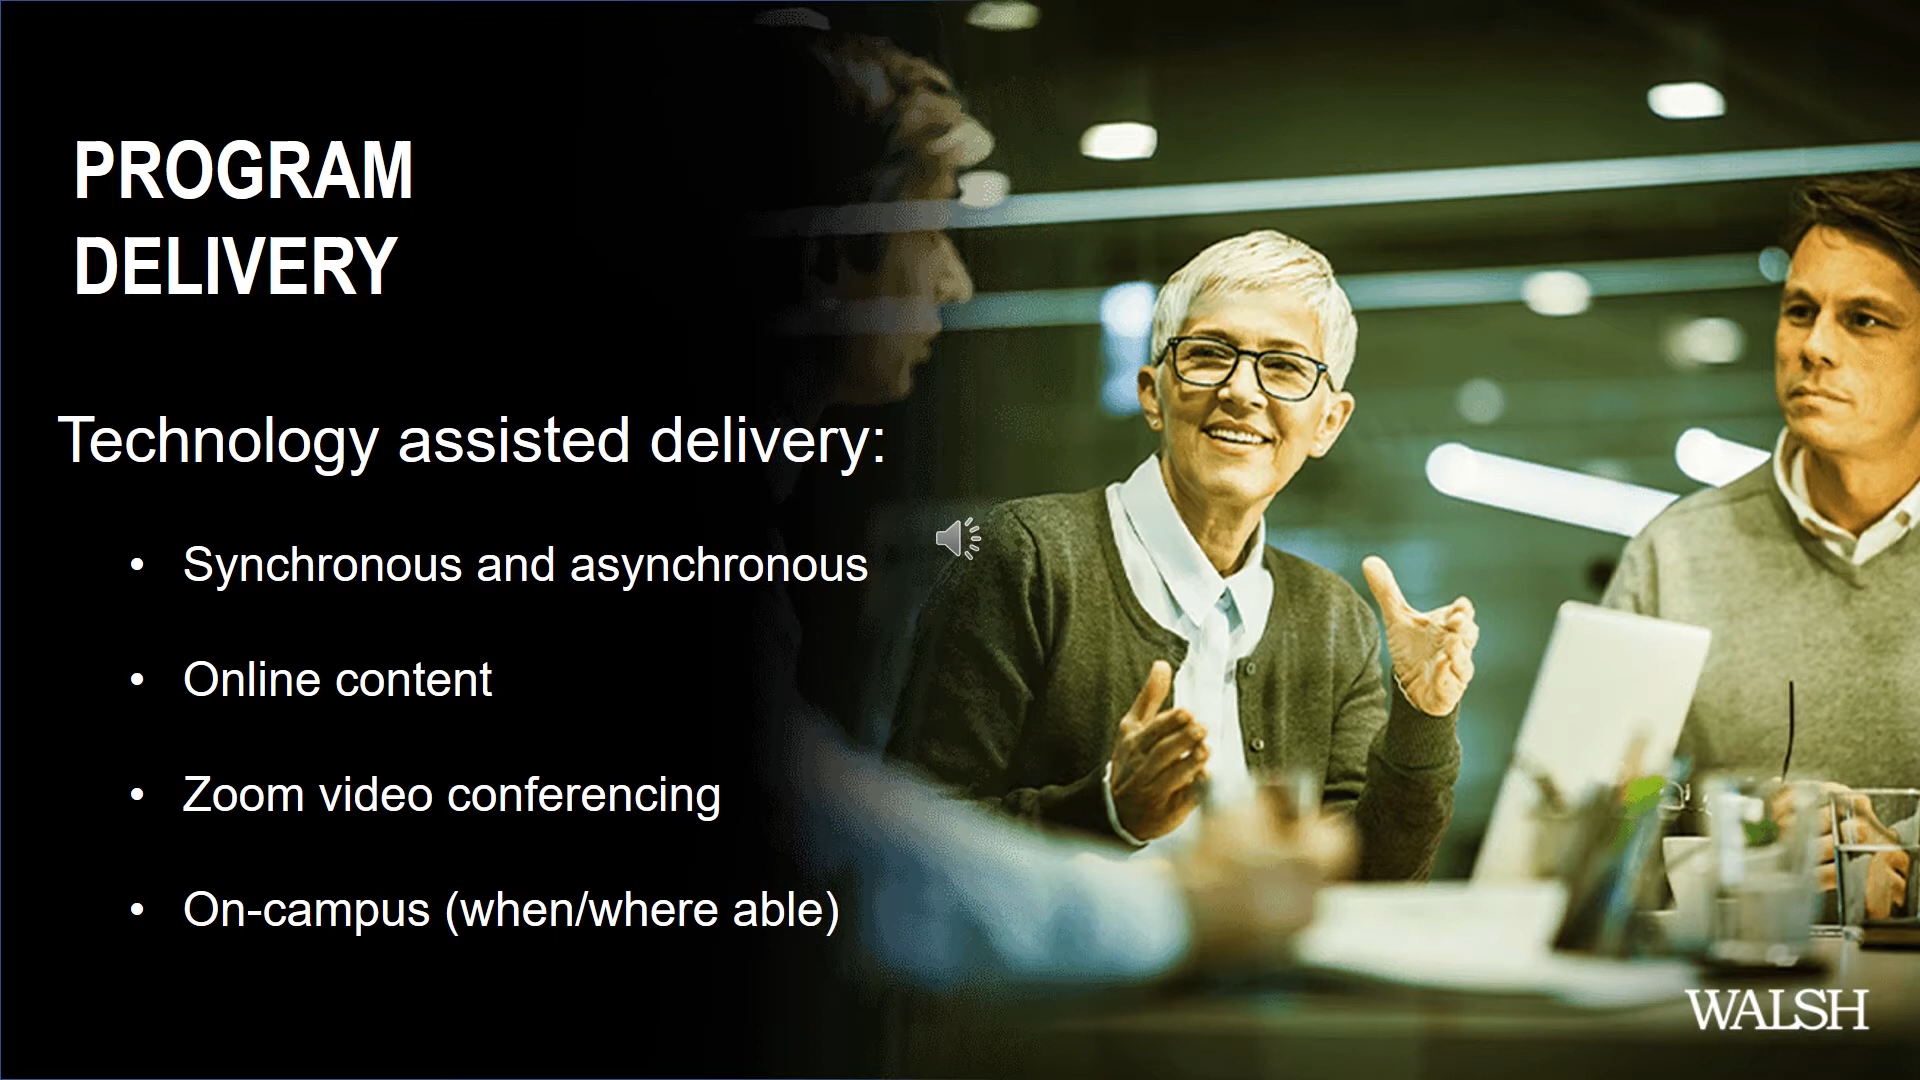 PROGRAM
DELIVERY
Technology assisted delivery:
• Synchronous and asynchronous
• Online content
• Zoom video conferencing
• On-campus (when/where able)
WALSH